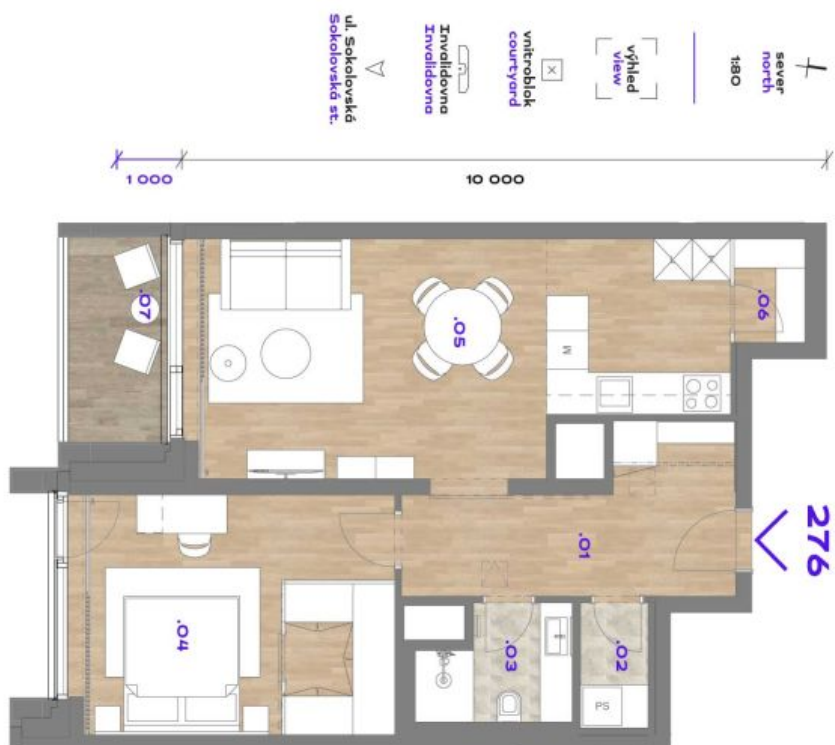 sever
north
1:80
výhled
view
vnitroblok
courtyard
Invalidovna
Invalidovna
ul. Sokolovská
Sokolovská st.
1 000
10 000
276
.07
.05
.06
M
.01
.04
.03
.02
PS